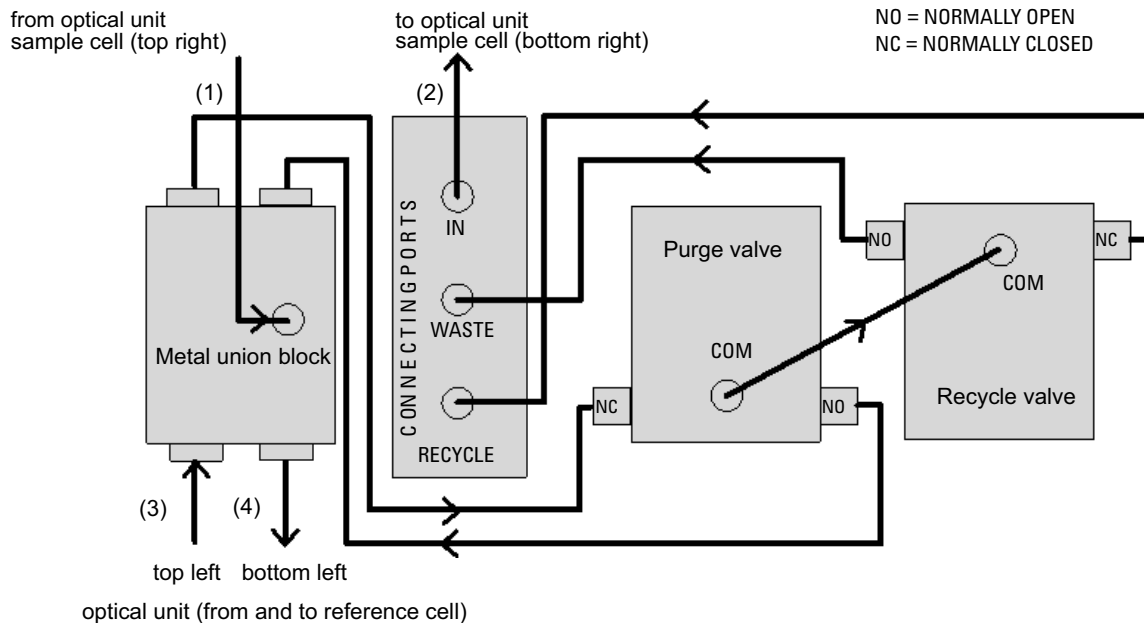 from optical unit
sample cell (top right)
to optical unit
sample cell (bottom right)
NO = NORMALLY OPEN
NC = NORMALLY CLOSED
(1)
(2)
CONNECTING PORTS
IN
WASTE
RECYCLE
Metal union block
Purge valve
COM
NC
NO
NO
NC
COM
Recycle valve
(3)
(4)
top left
bottom left
optical unit (from and to reference cell)